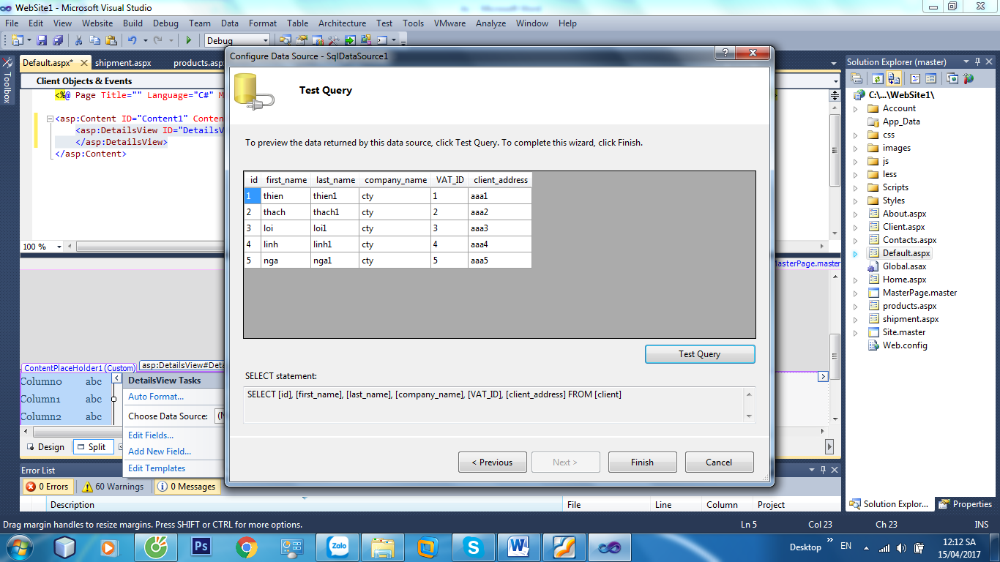 WebSite1 - Microsoft Visual Studio
File Edit View Website Build Debug Team Data Format Table Architecture Test Tools VMware Analyze Window Help
Debug
Default.aspx* shipment.aspx products.asp
Client Objects & Events
Toolbox
<%@ Page Title="" Language="C#" M
<asp:Content ID="Content1" Conten
<asp:DetailsView ID="DetailsV
</asp:DetailsView>
</asp:Content>
100 %
MasterPage.master
ContentPlaceHolder1 (Custom)
asp:DetailsView#Deta
Column0 abc
Column1 abc
Column2 abc
DetailsView Tasks
Auto Format...
Choose Data Source: (N
Edit Fields...
Add New Field...
Edit Templates
Design Split
Configure Data Source - SqlDataSource1
Test Query
To preview the data returned by this data source, click Test Query. To complete this wizard, click Finish.
id first_name last_name company_name VAT_ID client_address
1 thien thien1 cty 1 aaa1
2 thach thach1 cty 2 aaa2
3 loi loi1 cty 3 aaa3
4 linh linh1 cty 4 aaa4
5 nga nga1 cty 5 aaa5
Test Query
SELECT statement:
SELECT [id], [first_name], [last_name], [company_name], [VAT_ID], [client_address] FROM [client]
< Previous Next > Finish Cancel
Solution Explorer (master)
C:\...\WebSite1\
Account
App_Data
css
images
js
less
Scripts
Styles
About.aspx
Client.aspx
Contacts.aspx
Default.aspx
Global.asax
Home.aspx
MasterPage.master
products.aspx
shipment.aspx
Site.master
Web.config
Solution Explor... Properties
Error List
0 Errors 60 Warnings 0 Messages
Description File Line Column Project
Drag margin handles to resize margins. Press SHIFT or CTRL for more options.
Ln 5 Col 23 Ch 23 INS
Ps
Zalo
S
W
Desktop » EN
12:12 SA
15/04/2017